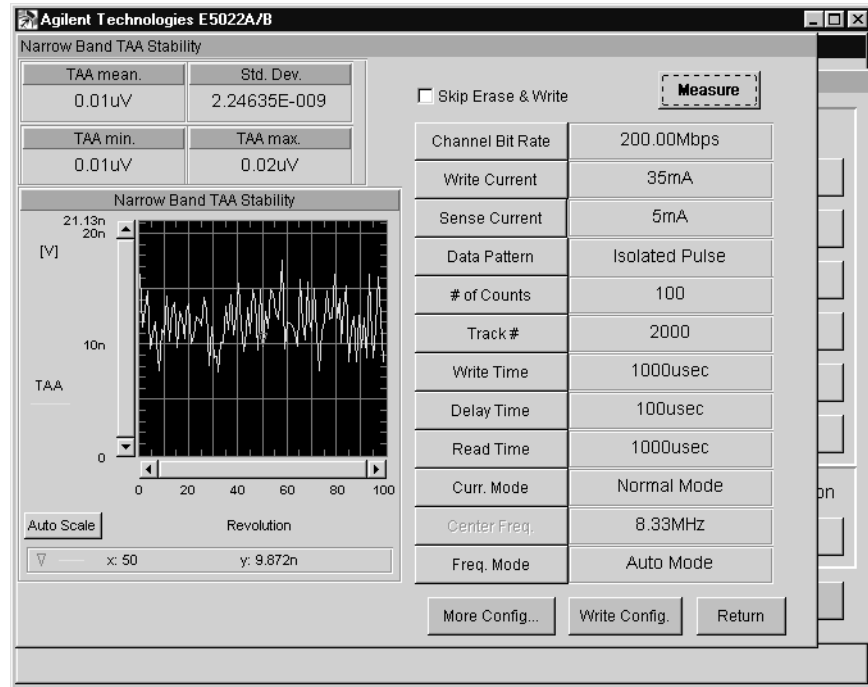 Agilent Technologies E5022A/B
Narrow Band TAA Stability
TAA mean.
Std. Dev.
0.01uV
2.24635E-009
TAA min.
TAA max.
0.01uV
0.02uV
Narrow Band TAA Stability
21.13n
20n
[V]
10n
TAA
0
0 20 40 60 80 100
Auto Scale
Revolution
x: 50
y: 9.872n
Skip Erase & Write
Measure
Channel Bit Rate
200.00Mbps
Write Current
35mA
Sense Current
5mA
Data Pattern
Isolated Pulse
# of Counts
100
Track #
2000
Write Time
1000usec
Delay Time
100usec
Read Time
1000usec
Curr. Mode
Normal Mode
Center Freq.
8.33MHz
Freq. Mode
Auto Mode
More Config...
Write Config.
Return
on